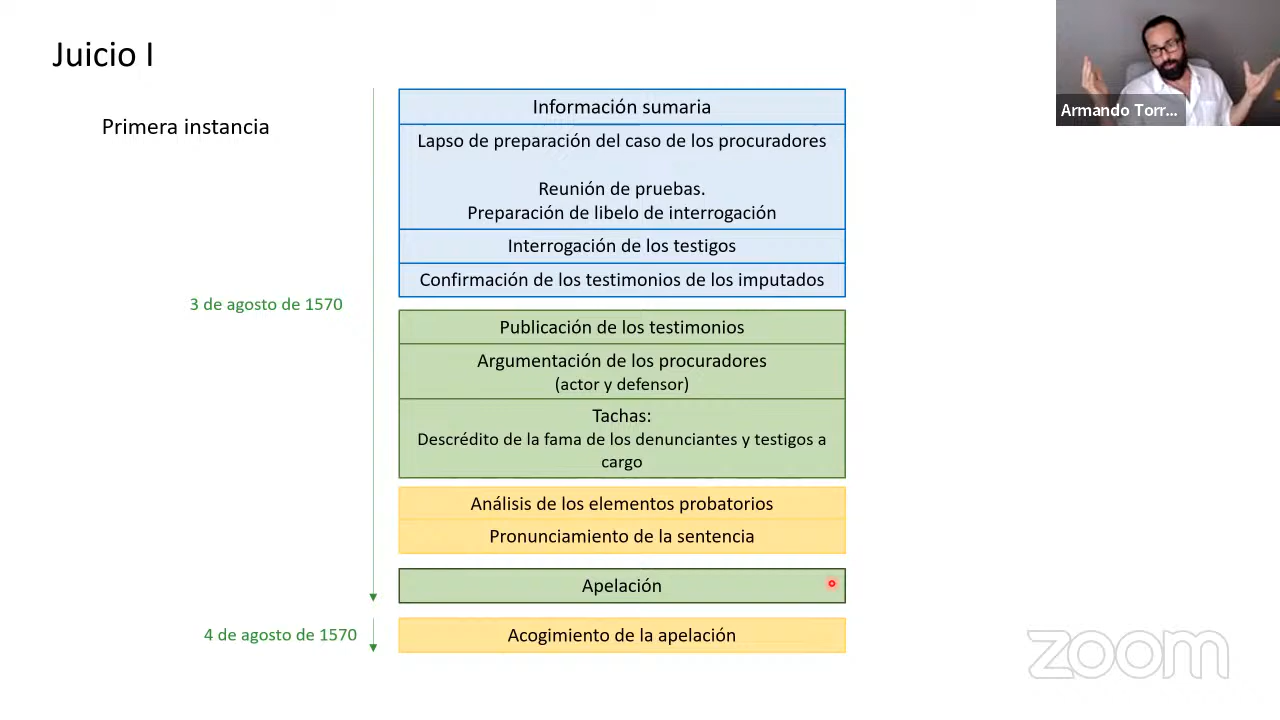 Juicio I
Primera instancia
Información sumaria
Lapso de preparación del caso de los procuradores
Reunión de pruebas.
Preparación de libelo de interrogación
Interrogación de los testigos
Confirmación de los testimonios de los imputados
3 de agosto de 1570
Publicación de los testimonios
Argumentación de los procuradores
(actor y defensor)
Tachas:
Descrédito de la fama de los denunciantes y testigos a
cargo
Análisis de los elementos probatorios
Pronunciamiento de la sentencia
Apelación
4 de agosto de 1570
Acogimiento de la apelación
Armando Torr...
zoom